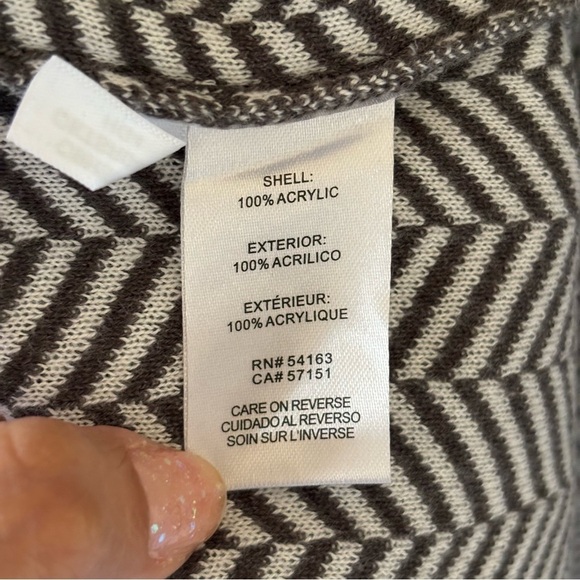 SHELL:
100% ACRYLIC
EXTERIOR:
100% ACRILICO
EXTÉRIEUR:
100% ACRYLIQUE
RN# 54163
CA# 57151
CARE ON REVERSE
CUIDADO AL REVERSO
SOIN SUR L'INVERSE